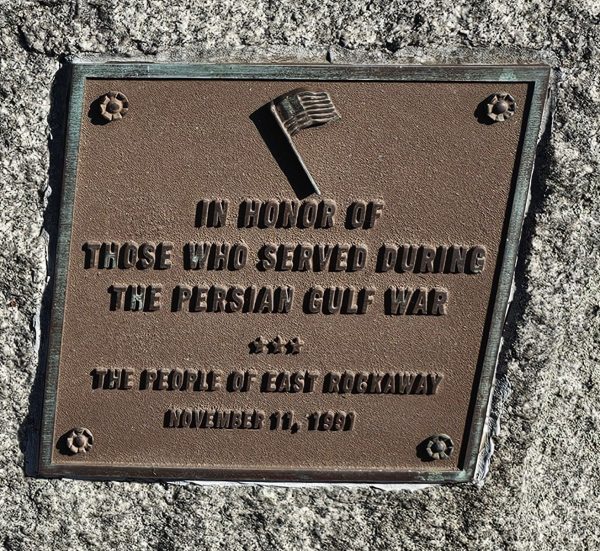 IN HONOR OF
THOSE WHO SERVED DURING
THE PERSIAN GULF WAR
★★★
THE PEOPLE OF EAST ROCKAWAY
NOVEMBER 11, 1991